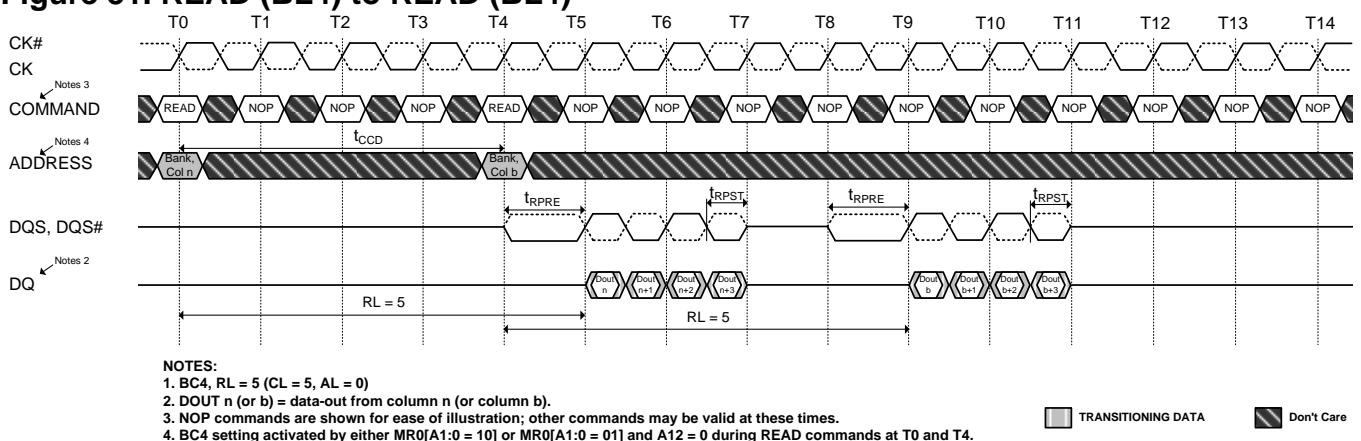 Figure READ to READ
T0 T1 T2 T3 T4 T5 T6 T7 T8 T9 T10 T11 T12 T13 T14
CK#
CK
Notes 3
COMMAND READ NOP NOP NOP READ NOP NOP NOP NOP NOP NOP NOP NOP NOP NOP
tCCD
Notes 4
ADDRESS Bank, Col n Bank, Col b
tRPRE tRPST tRPRE tRPST
DQS, DQS#
Notes 2
DQ Dout n Dout n+1 Dout n+2 Dout n+3 Dout b Dout b+1 Dout b+2 Dout b+3
RL = 5
RL = 5
NOTES:
1. BC4, RL = 5 (CL = 5, AL = 0)
2. DOUT n (or b) = data-out from column n (or column b).
3. NOP commands are shown for ease of illustration; other commands may be valid at these times.
4. BC4 setting activated by either MR0[A1:0 = 10] or MR0[A1:0 = 01] and A12 = 0 during READ commands at T0 and T4.
TRANSITIONING DATA
Don't Care